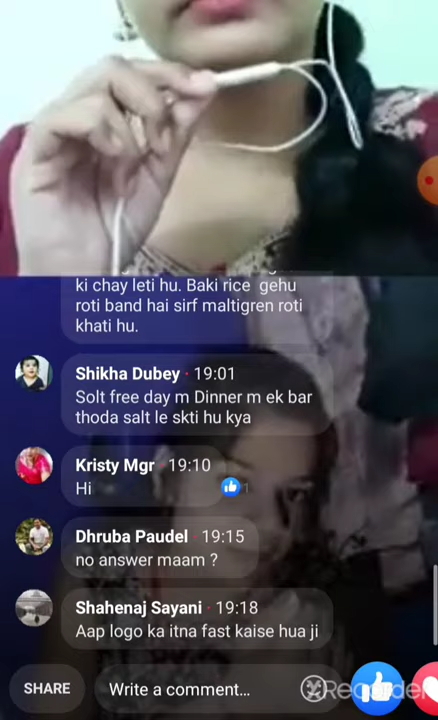 ki chay leti hu. Baki rice gehu
roti band hai sirf maltigren roti
khati hu.
Shikha Dubey · 19:01
Solt free day m Dinner m ek bar
thoda salt le skti hu kya
Kristy Mgr · 19:10
Hi
1
Dhruba Paudel · 19:15
no answer maam ?
Shahenaj Sayani · 19:18
Aap logo ka itna fast kaise hua ji
SHARE
Write a comment...
Recorder